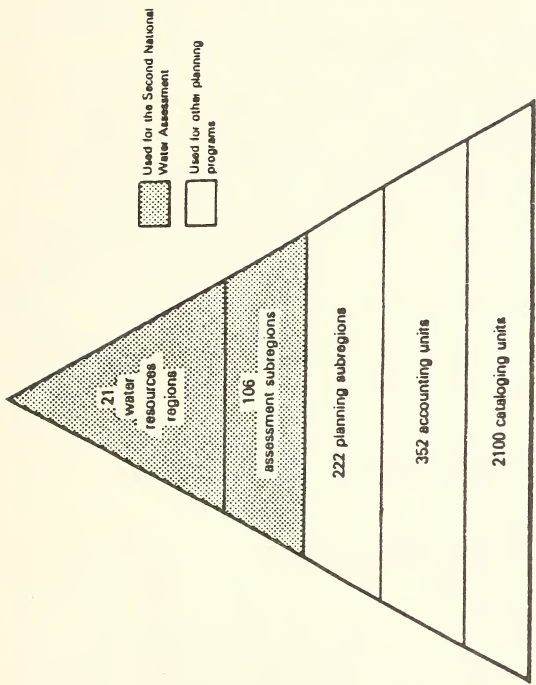 Used for the Second National
Water Assessment
Used for other planning
programs
21
water
resources
regions
106
assessment subregions
222 planning subregions
352 accounting units
2100 cataloging units